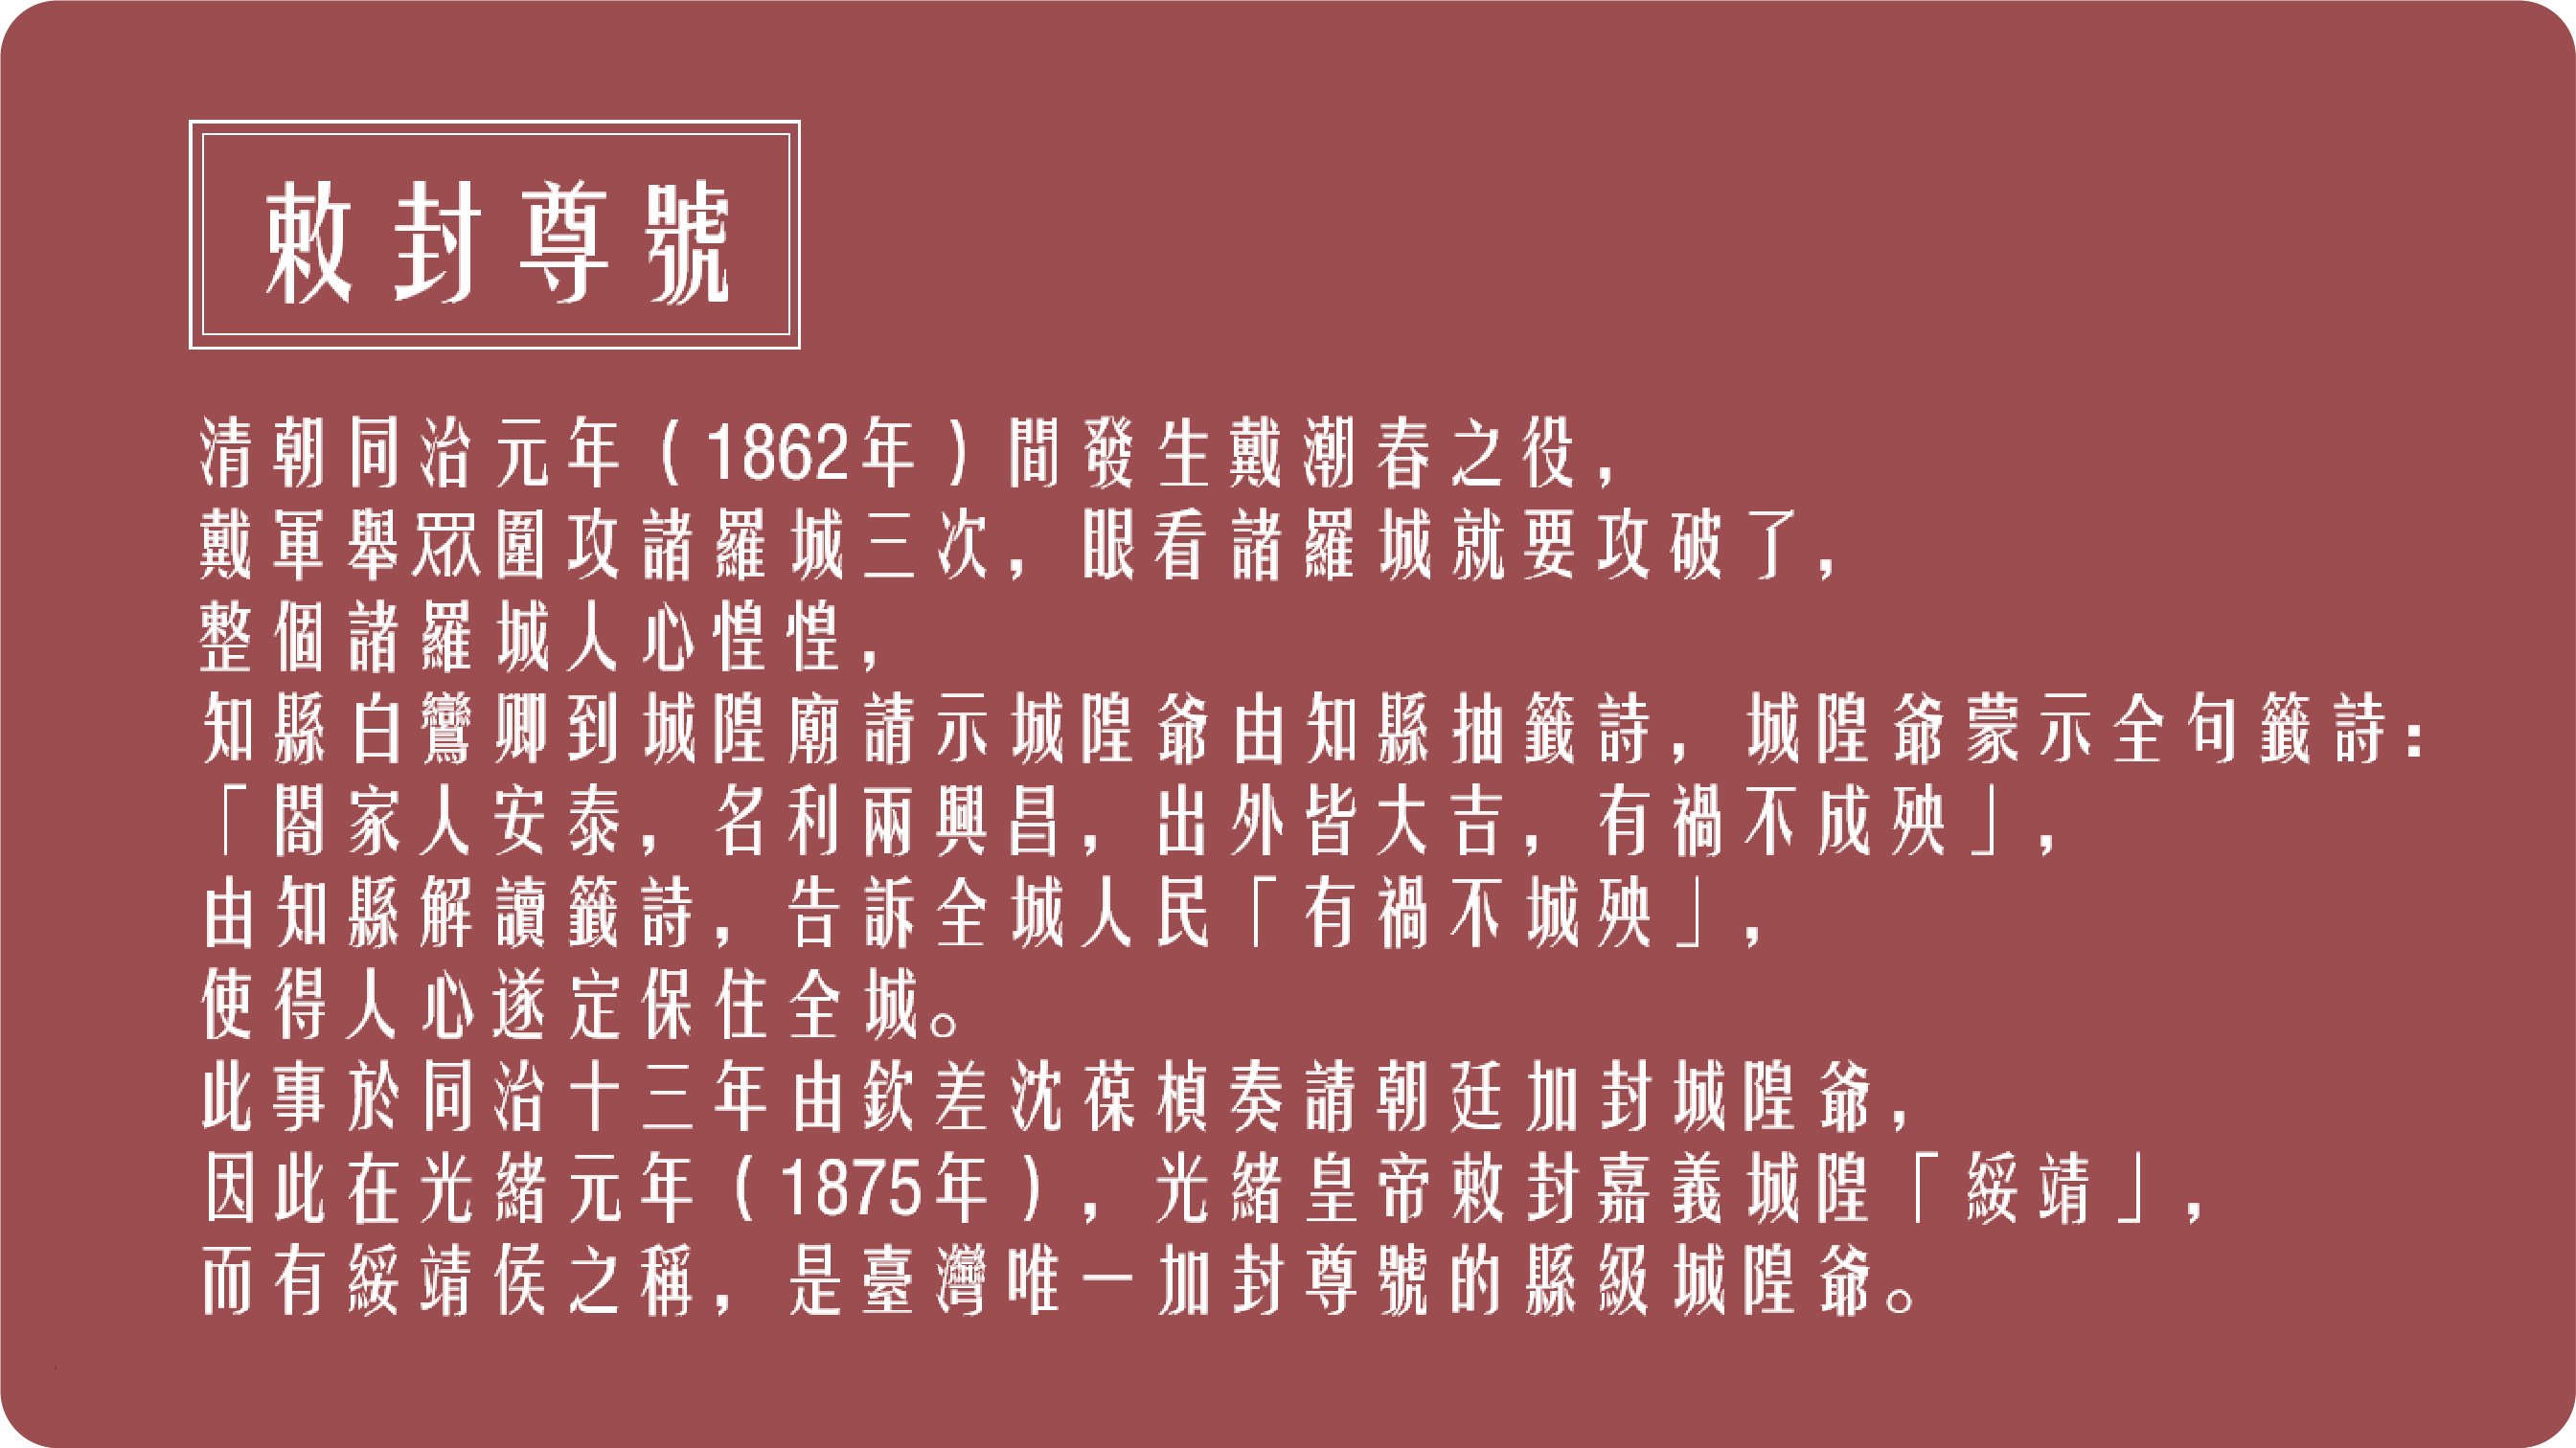 敕封尊號
清朝同治元年（1862年）間發生戴潮春之役，
戴軍舉眾圍攻諸羅城三次，眼看諸羅城就要攻破了，
整個諸羅城人心惶惶，
知縣白鸞卿到城隍廟請示城隍爺由知縣抽籤詩，城隍爺蒙示全句籤詩：
「閤家人安泰，名利兩興昌，出外皆大吉，有禍不成殃」，
由知縣解讀籤詩，告訴全城人民「有禍不城殃」，
使得人心遂定保住全城。
此事於同治十三年由欽差沈葆楨奏請朝廷加封城隍爺，
因此在光緒元年（1875年），光緒皇帝敕封嘉義城隍「綏靖」，
而有綏靖侯之稱，是臺灣唯一加封尊號的縣級城隍爺。